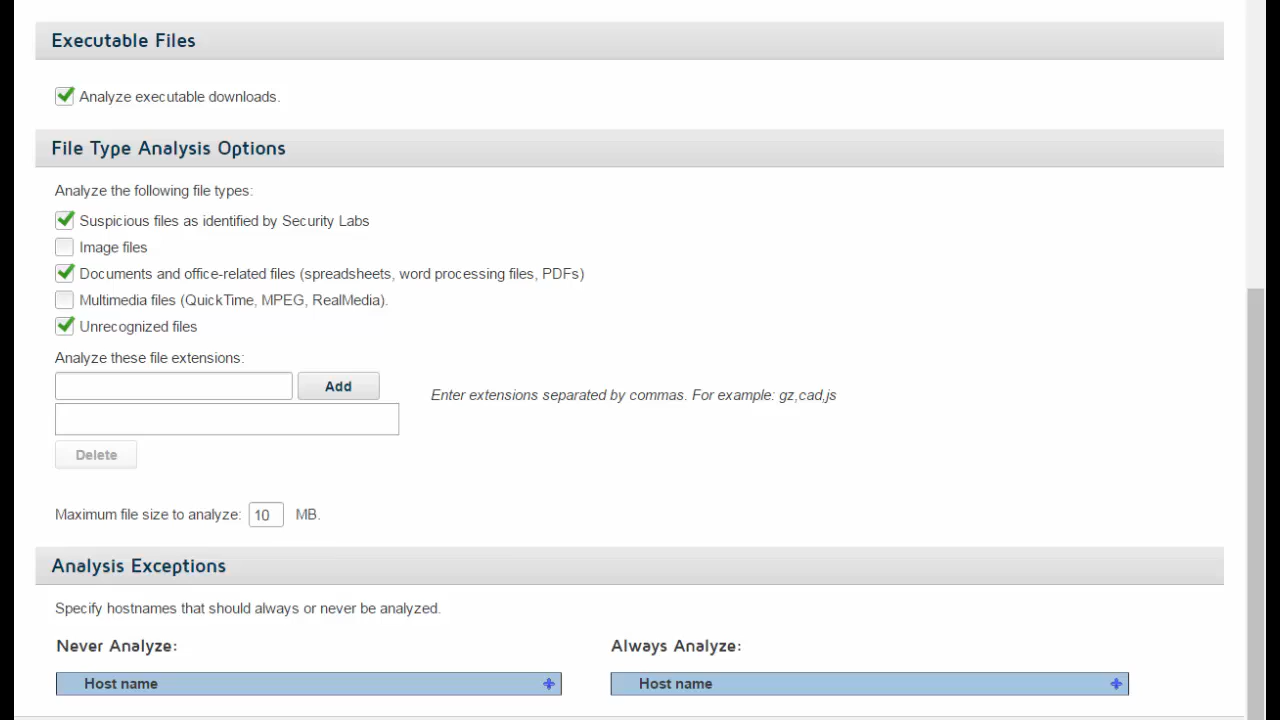 Executable Files
Analyze executable downloads.
File Type Analysis Options
Analyze the following file types:
Suspicious files as identified by Security Labs
Image files
Documents and office-related files (spreadsheets, word processing files, PDFs)
Multimedia files (QuickTime, MPEG, RealMedia).
Unrecognized files
Analyze these file extensions:
Add
Enter extensions separated by commas. For example: gz,cad,js
Delete
Maximum file size to analyze: 10 MB.
Analysis Exceptions
Specify hostnames that should always or never be analyzed.
Never Analyze: Always Analyze:
Host name Host name